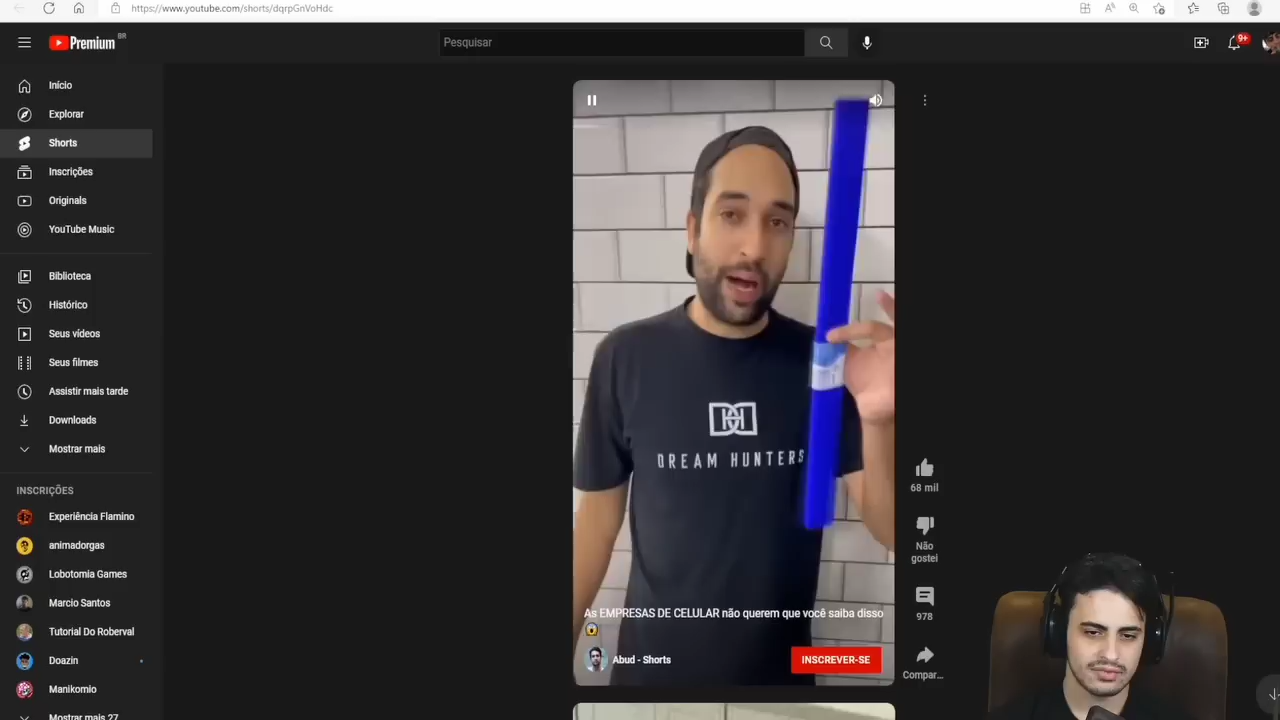 https://www.youtube.com/shorts/dqrpGnVoHdc
Premium BR
Pesquisar
9+
Início
Explorar
Shorts
Inscrições
Originals
YouTube Music
Biblioteca
Histórico
Seus vídeos
Seus filmes
Assistir mais tarde
Downloads
Mostrar mais
INSCRIÇÕES
Experiência Flamino
animadorgas
Lobotomia Games
Marcio Santos
Tutorial Do Roberval
Doazin
Manikomio
Mostrar mais 27
DH
DREAM HUNTERS
As EMPRESAS DE CELULAR não querem que você saiba disso
Abud - Shorts
INSCREVER-SE
68 mil
Não
gostei
978
Compar...